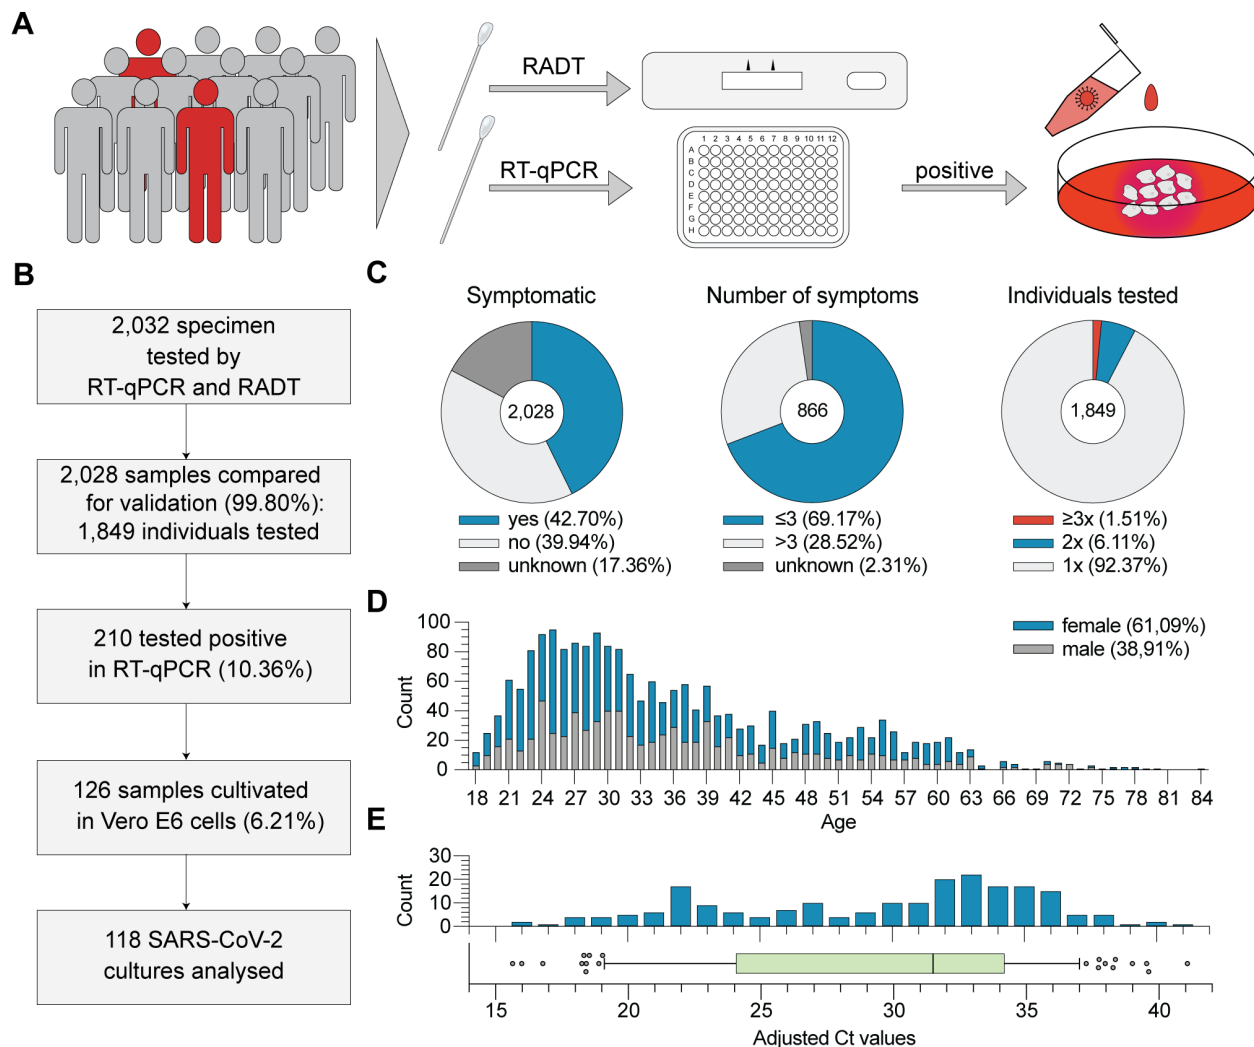 A
RADT
RT-qPCR
1 2 3 4 5 6 7 8 9 10 11 12
A
B
C
D
E
F
G
H
positive
B
2,032 specimen
tested by
RT-qPCR and RADT
2,028 samples compared
for validation (99.80%):
1,849 individuals tested
210 tested positive
in RT-qPCR (10.36%)
126 samples cultivated
in Vero E6 cells (6.21%)
118 SARS-CoV-2
cultures analysed
C
Symptomatic
2,028
yes (42.70%)
no (39.94%)
unknown (17.36%)
Number of symptoms
866
≤3 (69.17%)
>3 (28.52%)
unknown (2.31%)
Individuals tested
1,849
≥3x (1.51%)
2x (6.11%)
1x (92.37%)
D
female (61,09%)
male (38,91%)
Count
100
80
60
40
20
0
18 21 24 27 30 33 36 39 42 45 48 51 54 57 60 63 66 69 72 75 78 81 84
Age
E
Count
30
20
10
0
15 20 25 30 35 40
Adjusted Ct values